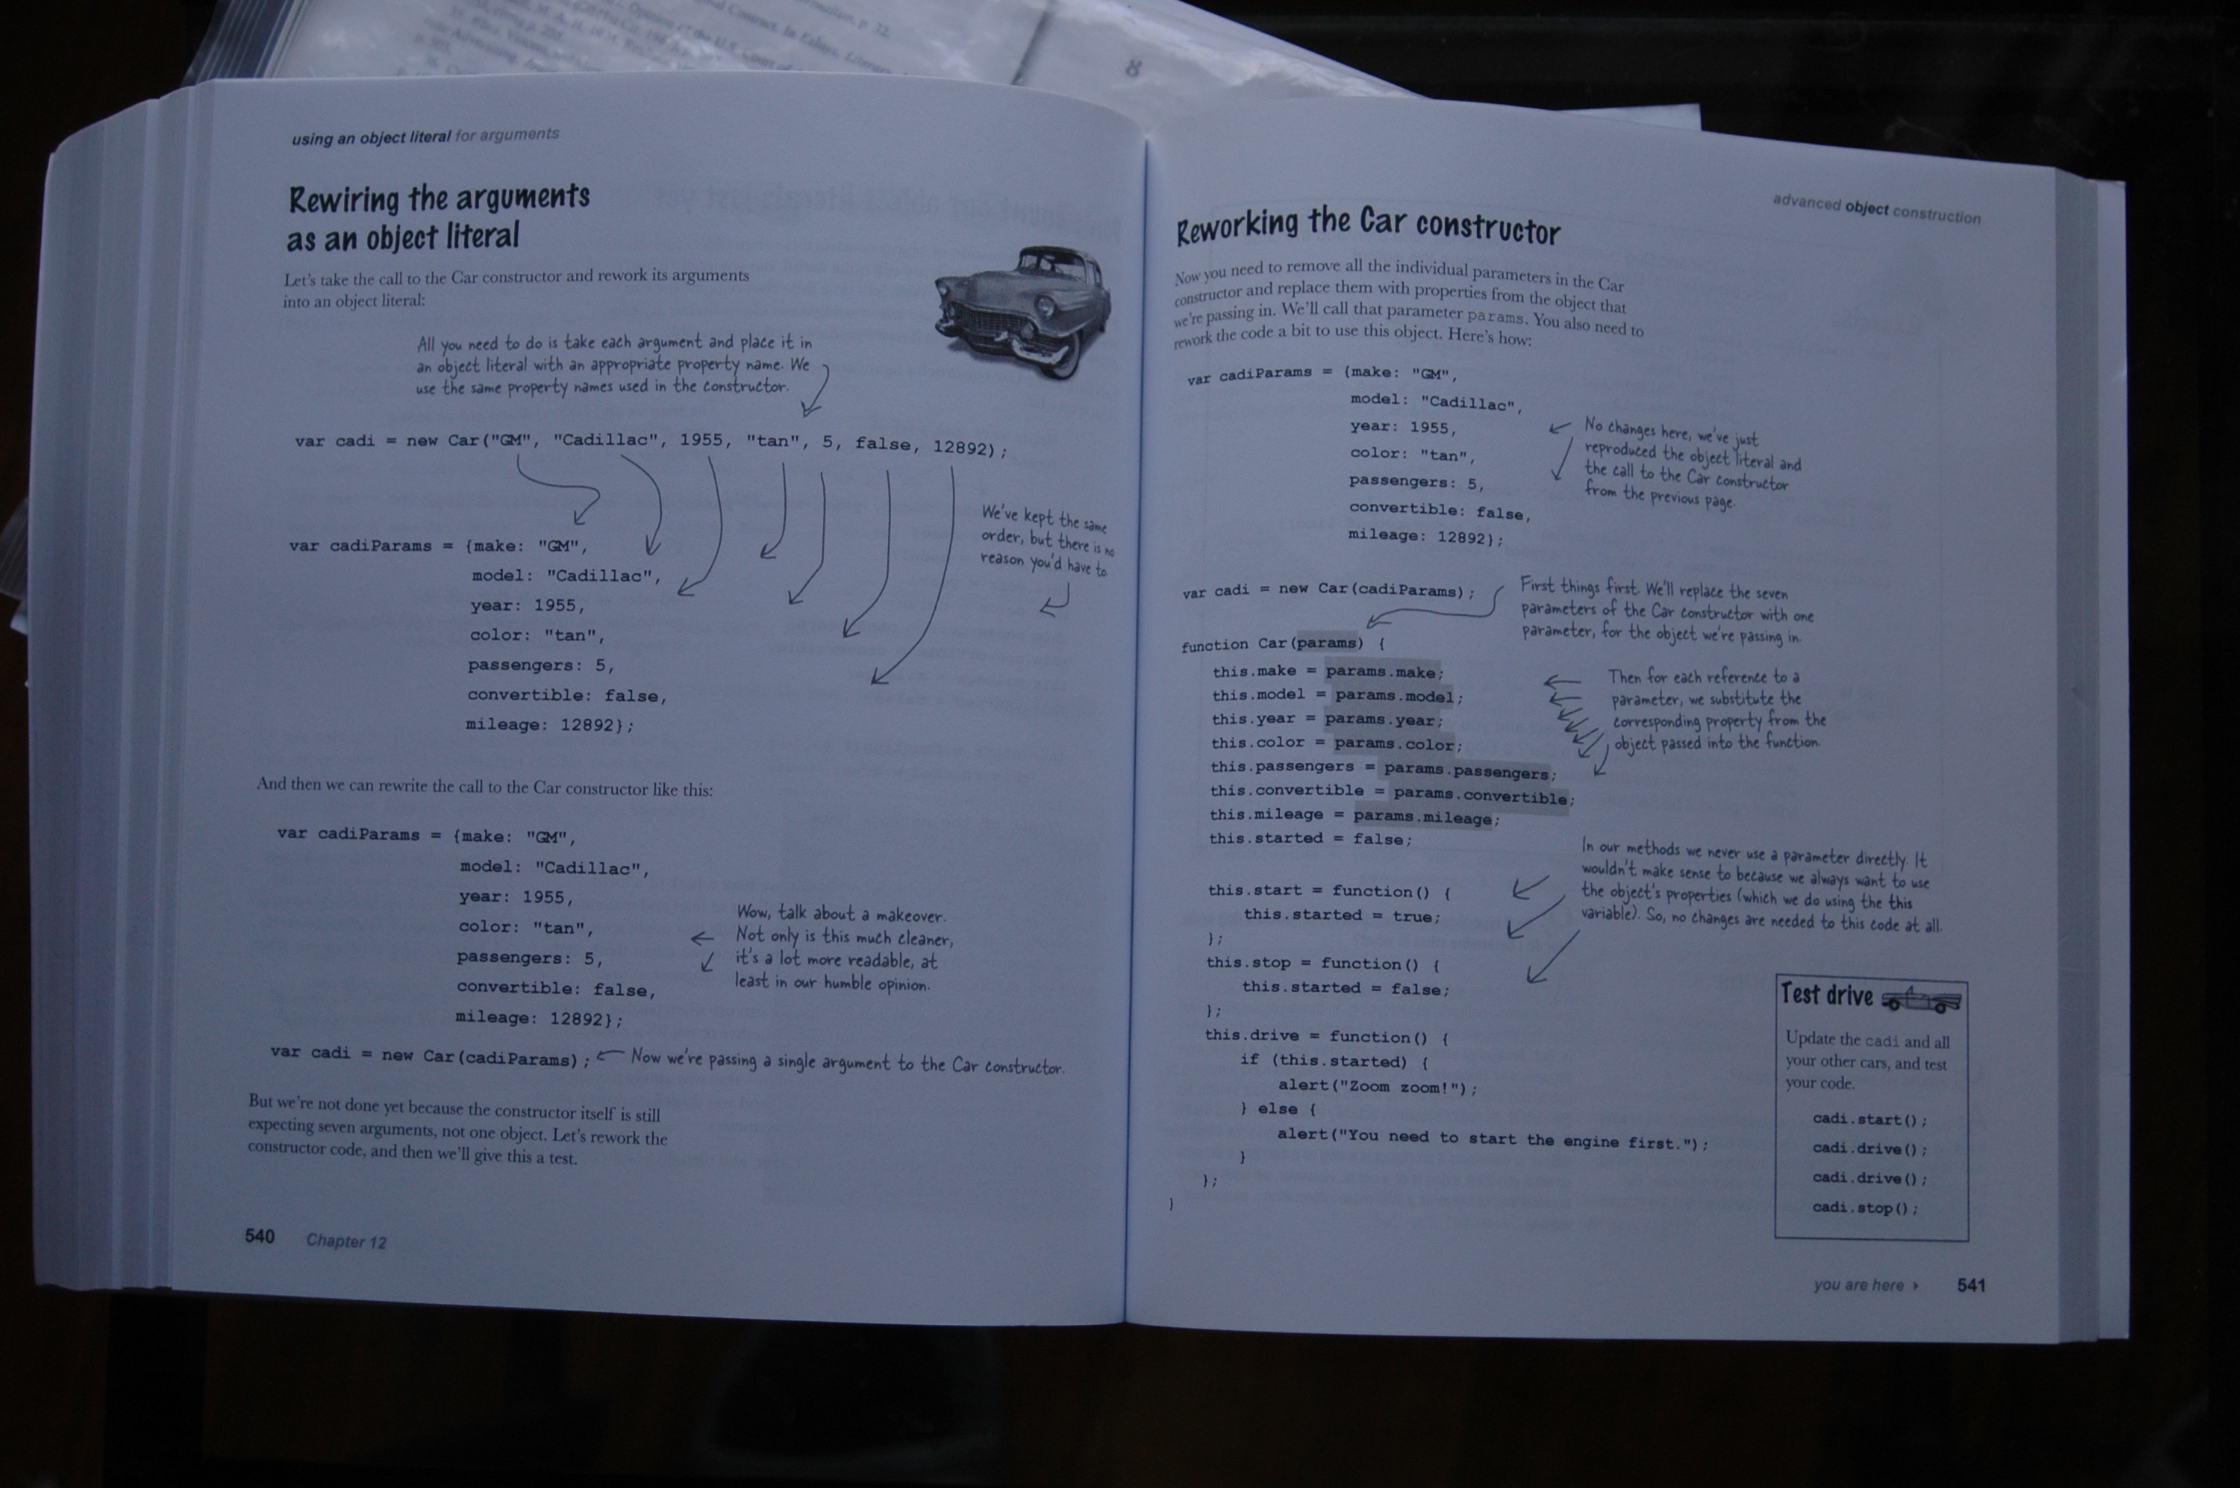 using an object literal for arguments
Rewiring the arguments
as an object literal
Let's take the call to the Car constructor and rework its arguments
into an object literal:
All you need to do is take each argument and place it in
an object literal with an appropriate property name. We
use the same property names used in the constructor.
var cadi = new Car("GM", "Cadillac", 1955, "tan", 5, false, 12892);
We've kept the same
order, but there is no
reason you'd have to.
var cadiParams = {make: "GM",
model: "Cadillac",
year: 1955,
color: "tan",
passengers: 5,
convertible: false,
mileage: 12892};
And then we can rewrite the call to the Car constructor like this:
var cadiParams = {make: "GM",
model: "Cadillac",
year: 1955,
color: "tan",
passengers: 5,
convertible: false,
mileage: 12892};
Wow, talk about a makeover.
Not only is this much cleaner,
it's a lot more readable, at
least in our humble opinion.
var cadi = new Car(cadiParams);
Now we're passing a single argument to the Car constructor.
But we're not done yet because the constructor itself is still
expecting seven arguments, not one object. Let's rework the
constructor code, and then we'll give this a test.
540 Chapter 12
advanced object construction
Reworking the Car constructor
Now you need to remove all the individual parameters in the Car
constructor and replace them with properties from the object that
we're passing in. We'll call that parameter params. You also need to
rework the code a bit to use this object. Here's how:
var cadiParams = {make: "GM",
model: "Cadillac",
year: 1955,
color: "tan",
passengers: 5,
convertible: false,
mileage: 12892};
No changes here, we've just
reproduced the object literal and
the call to the Car constructor
from the previous page.
var cadi = new Car(cadiParams);
First things first. We'll replace the seven
parameters of the Car constructor with one
parameter, for the object we're passing in.
function Car(params) {
this.make = params.make;
this.model = params.model;
this.year = params.year;
this.color = params.color;
this.passengers = params.passengers;
this.convertible = params.convertible;
this.mileage = params.mileage;
this.started = false;
Then for each reference to a
parameter, we substitute the
corresponding property from the
object passed into the function.
this.start = function() {
this.started = true;
};
this.stop = function() {
this.started = false;
};
this.drive = function() {
if (this.started) {
alert("Zoom zoom!");
} else {
alert("You need to start the engine first.");
}
};
}
In our methods we never use a parameter directly. It
wouldn't make sense to because we always want to use
the object's properties (which we do using the this
variable). So, no changes are needed to this code at all.
Test drive
Update the cadi and all
your other cars, and test
your code.
cadi.start();
cadi.drive();
cadi.drive();
cadi.stop();
you are here ▸ 541
8